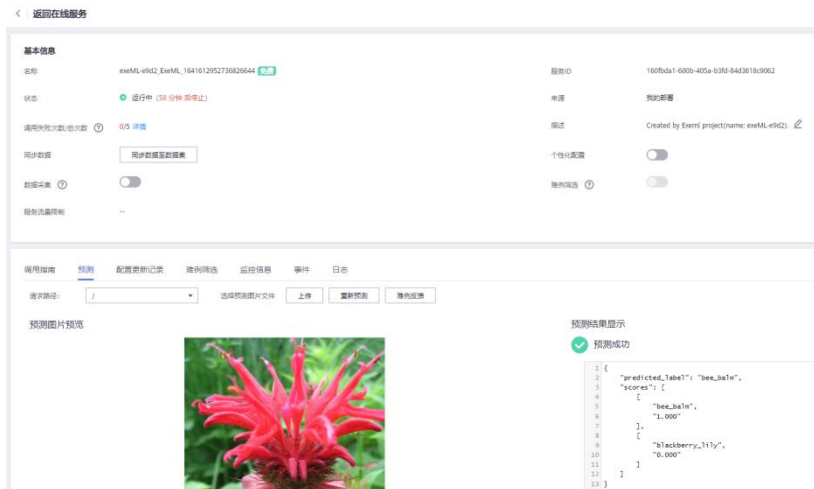 返回在线服务
基本信息
名称 exeML-e9d2_ExeML_1641612952736826644 免费
服务ID 160fbda1-600b-405a-b3fd-84d3618c9062
状态 运行中 (58 分钟 后停止)
来源 我的部署
调用失败次数/总次数 ? 0/5 详情
描述 Created by Exeml project(name: exeML-e9d2).
同步数据 同步数据至数据集
个性化配置
数据采集 ?
难例筛选 ?
服务流量限制 --
调用指南 预测 配置更新记录 难例筛选 监控信息 事件 日志
请求路径: / 选择预测图片文件 上传 重新预测 难例反馈
预测图片预览
预测结果显示
预测成功
1 {
2 "predicted_label": "bee_balm",
3 "scores": [
4 [
5 "bee_balm",
6 "1.000"
7 ],
8 [
9 "blackberry_lily",
10 "0.000"
11 ]
12 ]
13 }